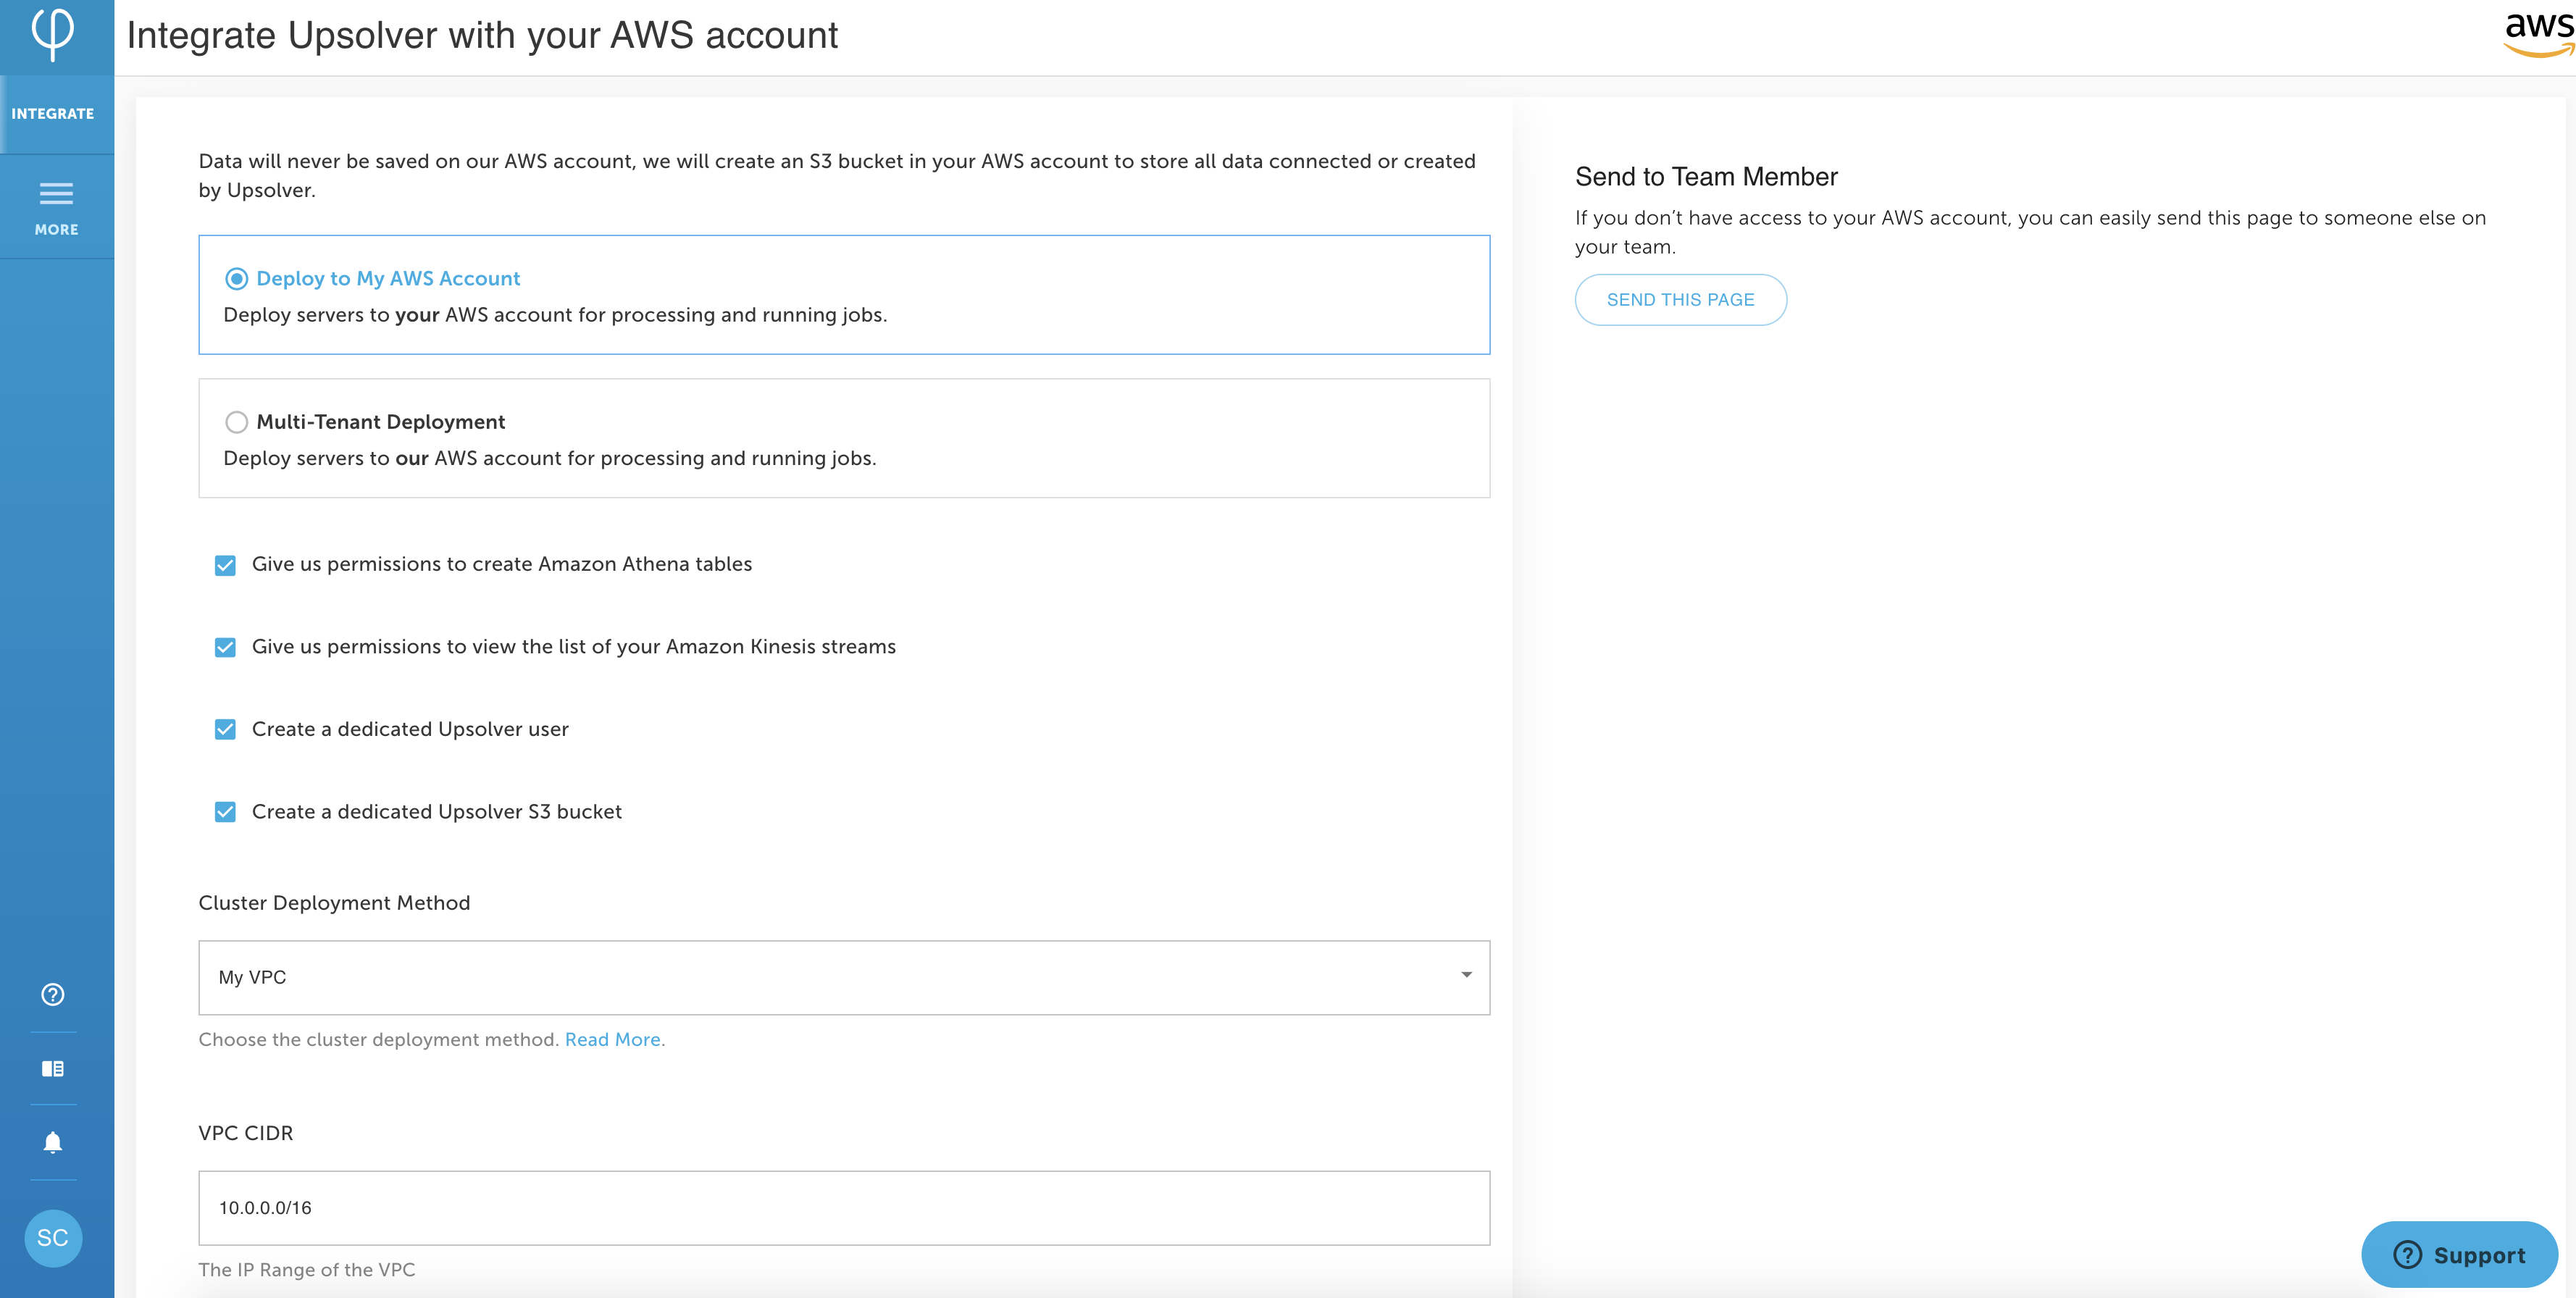 Integrate Upsolver with your AWS account
aws
INTEGRATE
MORE
Data will never be saved on our AWS account, we will create an S3 bucket in your AWS account to store all data connected or created
by Upsolver.
Deploy to My AWS Account
Deploy servers to your AWS account for processing and running jobs.
Multi-Tenant Deployment
Deploy servers to our AWS account for processing and running jobs.
Give us permissions to create Amazon Athena tables
Give us permissions to view the list of your Amazon Kinesis streams
Create a dedicated Upsolver user
Create a dedicated Upsolver S3 bucket
Cluster Deployment Method
My VPC
Choose the cluster deployment method. Read More.
VPC CIDR
10.0.0.0/16
The IP Range of the VPC
Send to Team Member
If you don’t have access to your AWS account, you can easily send this page to someone else on
your team.
SEND THIS PAGE
SC
Support